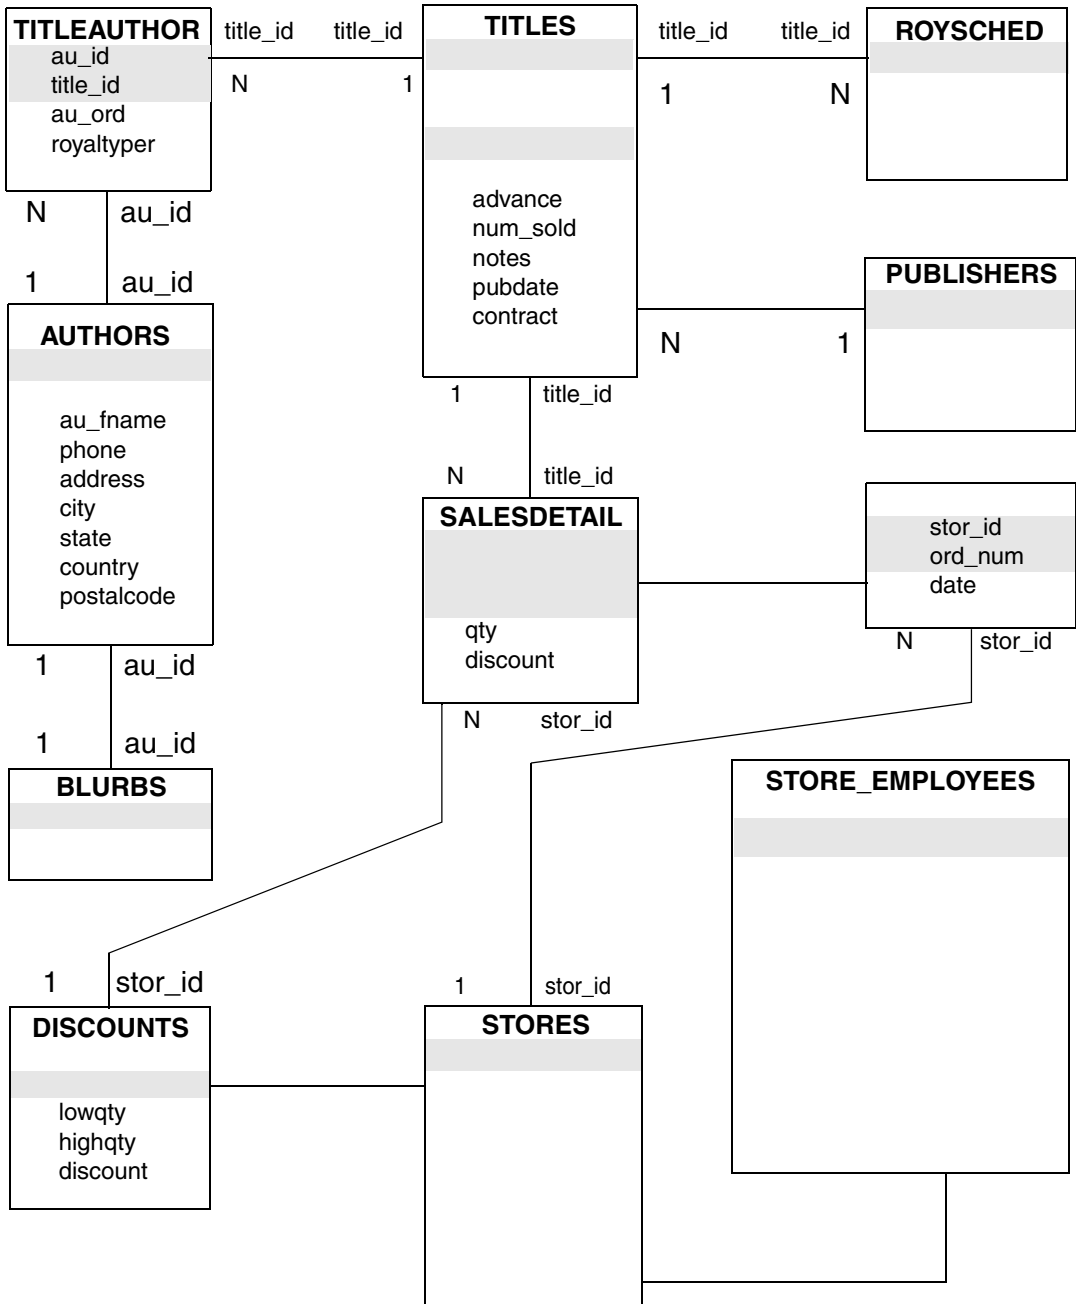 TITLEAUTHOR
au_id
title_id
au_ord
royaltyper
title_id title_id
N 1
TITLES
advance
num_sold
notes
pubdate
contract
title_id title_id
1 N
ROYSCHED
N au_id
1 au_id
AUTHORS
au_fname
phone
address
city
state
country
postalcode
PUBLISHERS
N 1
1 title_id
N title_id
SALESDETAIL
qty
discount
stor_id
ord_num
date
N stor_id
1 au_id
1 au_id
BLURBS
N stor_id
STORE_EMPLOYEES
1 stor_id
DISCOUNTS
lowqty
highqty
discount
1 stor_id
STORES